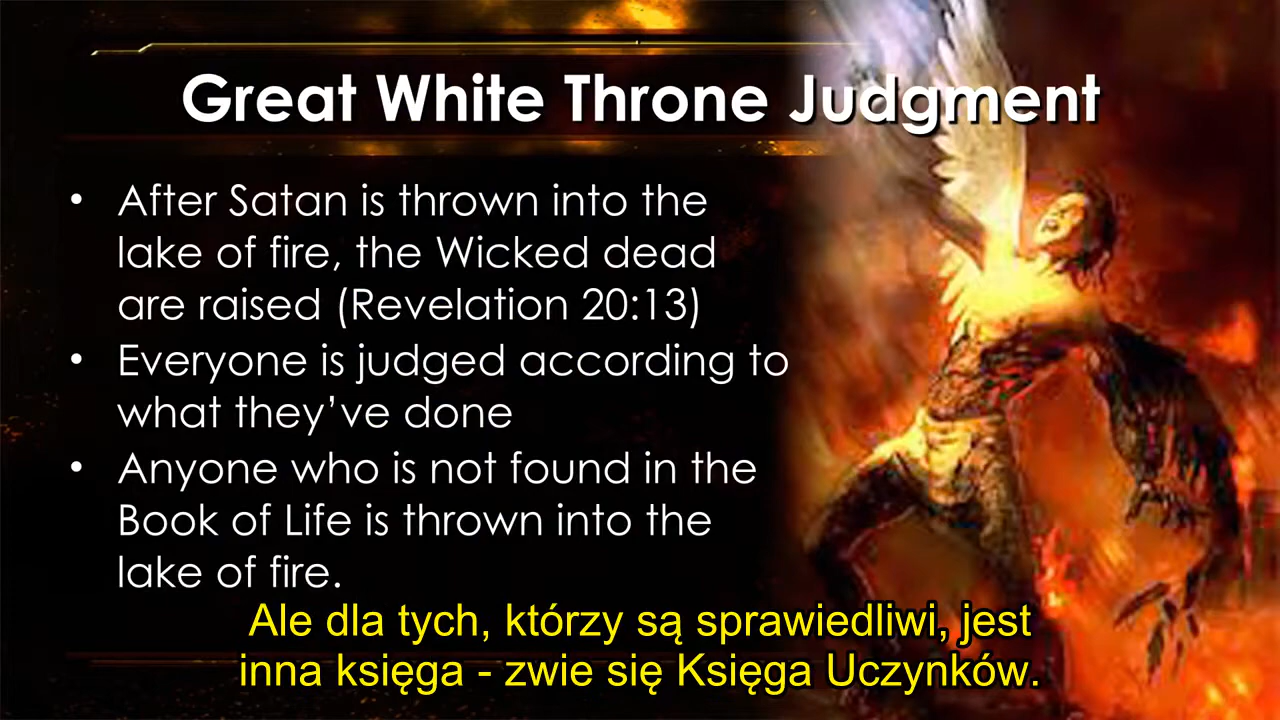 Great White Throne Judgment
• After Satan is thrown into the
lake of fire, the Wicked dead
are raised (Revelation 20:13)
• Everyone is judged according to
what they’ve done
• Anyone who is not found in the
Book of Life is thrown into the
lake of fire.
Ale dla tych, którzy są sprawiedliwi, jest
inna księga - zwie się Księga Uczynków.